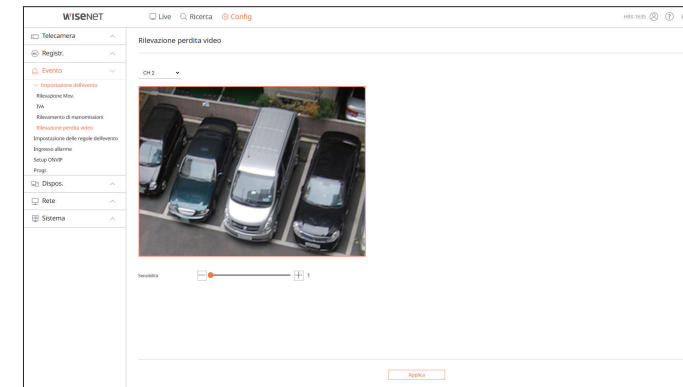 WISENET
Live Ricerca Config
HRX-1635
Telecamera
Registr.
Evento
Impostazione dell'evento
Rilevazione Mov.
IVA
Rilevamento di manomissioni
Rilevazione perdita video
Impostazione delle regole dell'evento
Ingresso allarme
Setup ONVIF
Progr.
Dispos.
Rete
Sistema
Rilevazione perdita video
CH 2
Sensibilità
1
Applica